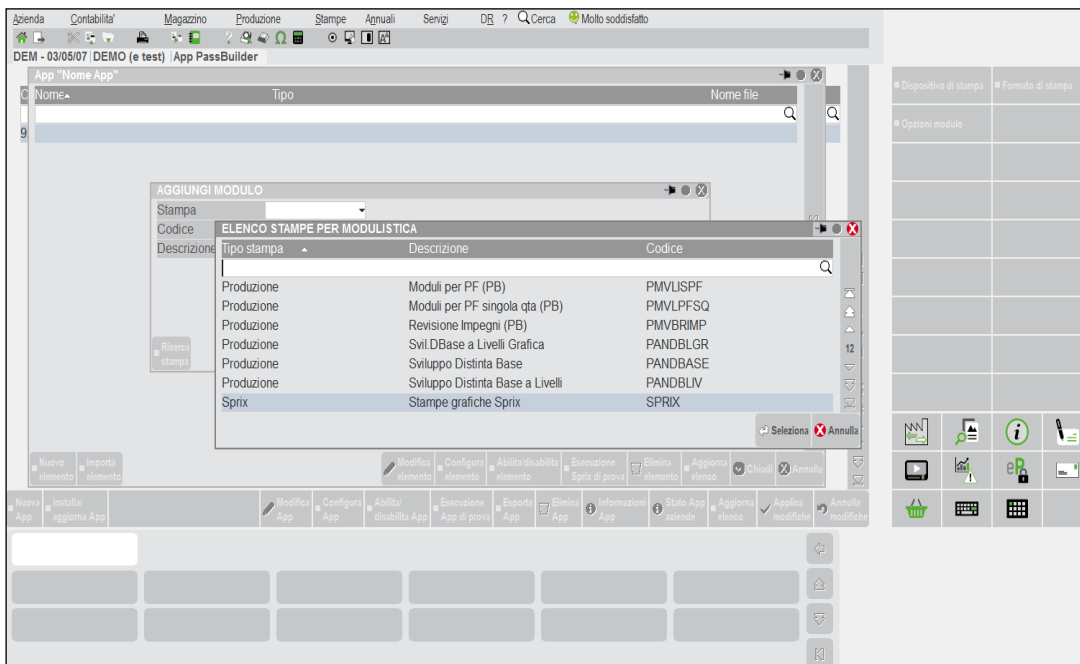 Azienda Contabilita' Magazzino Produzione Stampe Annuali Servizi DR ? Cerca Molto soddisfatto
DEM - 03/05/07 DEMO (e test) App PassBuilder
App "Nome App"
Nome Tipo Nome file
9
AGGIUNGI MODULO
Stampa
Codice
Descrizione
ELENCO STAMPE PER MODULISTICA
Tipo stampa Descrizione Codice
Produzione Moduli per PF (PB) PMVLISPF
Produzione Moduli per PF singola qta (PB) PMVLPFSQ
Produzione Revisione Impegni (PB) PMVBRIMP
Produzione Svil.DBase a Livelli Grafica PANDBLGR
Produzione Sviluppo Distinta Base PANDBASE
Produzione Sviluppo Distinta Base a Livelli PANDBLIV
Sprix Stampe grafiche Sprix SPRIX
12
Seleziona Annulla
Ricerca stampa
Nuovo elemento Importa elemento Modifica elemento Configura elemento Abilita/disabilita elemento Esecuzione Sprix di prova Elimina elemento Aggiorna elenco Chiudi Annulla
Nuova App Installa/ aggiorna App Modifica App Configura App Abilita/ disabilita App Esecuzione App di prova Esporta App Elimina App Informazioni App Stato App aziende Aggiorna elenco Applica modifiche Annulla modifiche
Dispositivo di stampa Formato di stampa
Opzioni modulo